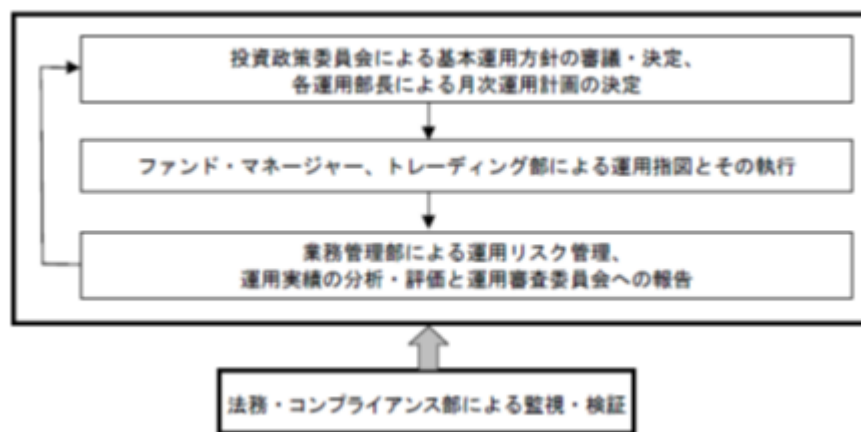 投資政策委員会による基本運用方針の審議・決定、
各運用部長による月次運用計画の決定
ファンド・マネージャー、トレーディング部による運用指図とその執行
業務管理部による運用リスク管理、
運用実績の分析・評価と運用審査委員会への報告
法務・コンプライアンス部による監視・検証